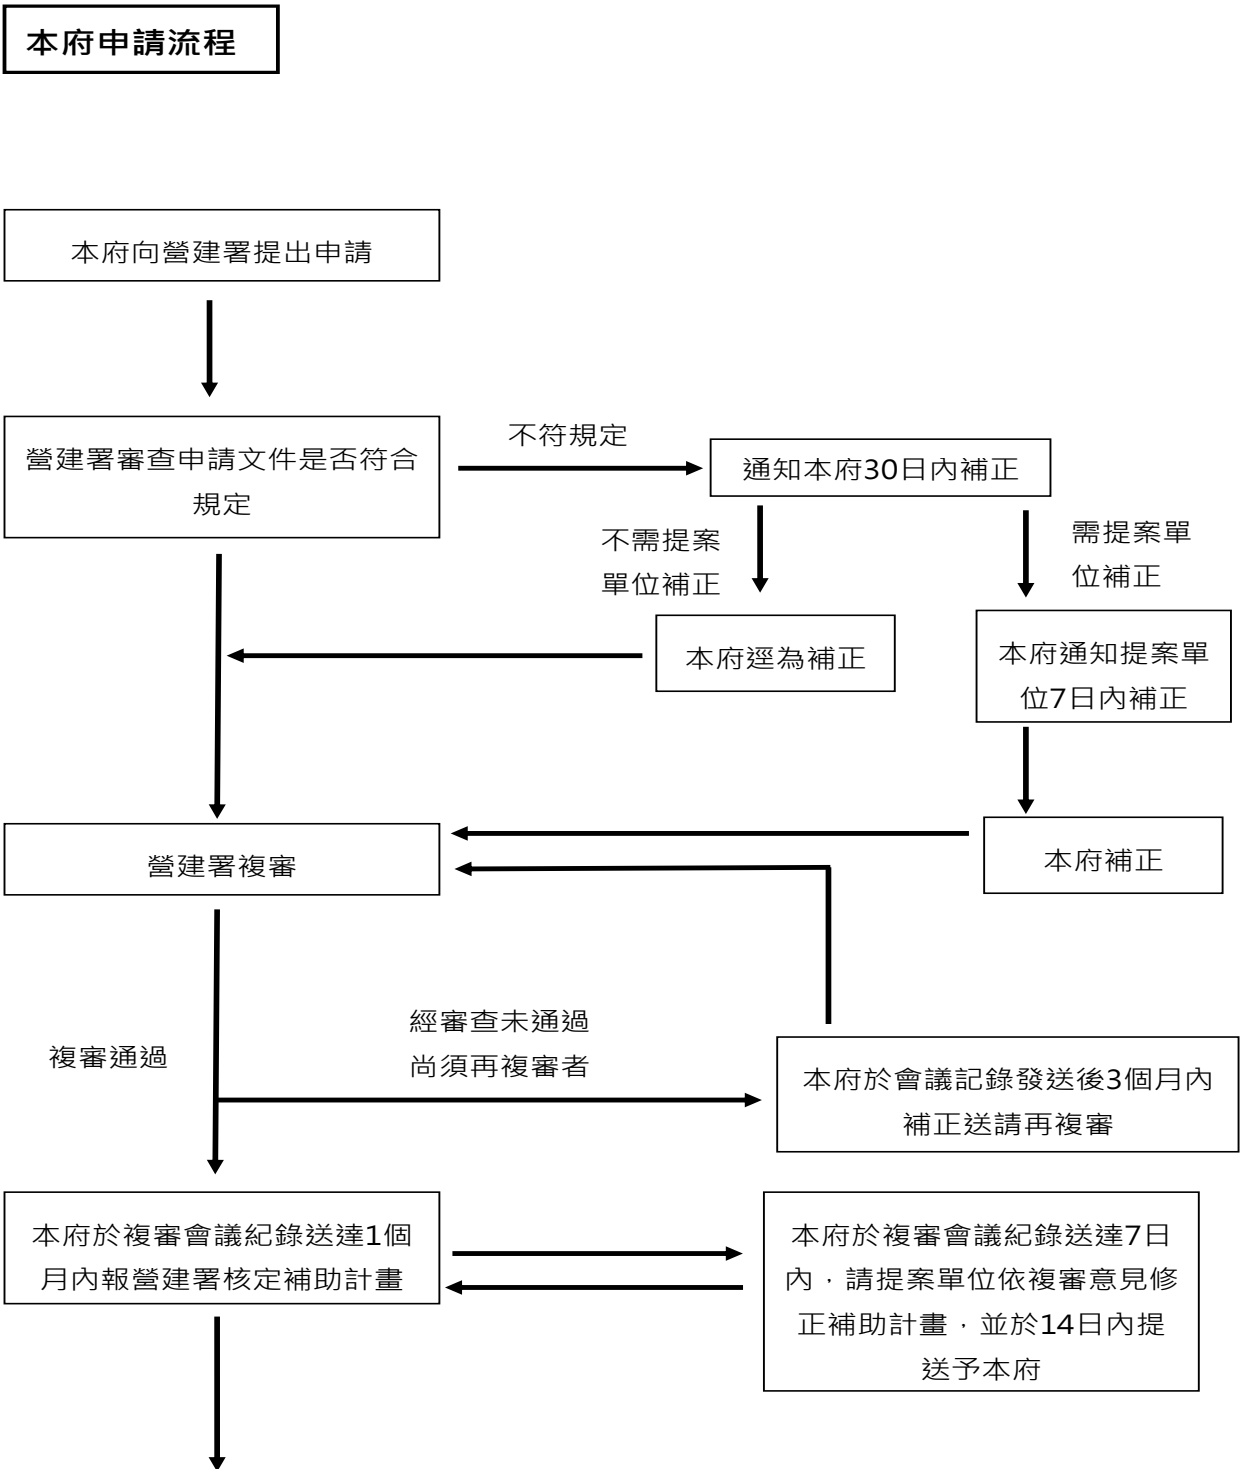 本府申請流程
本府向營建署提出申請
營建署審查申請文件是否符合
規定
不符規定
通知本府30日內補正
不需提案
單位補正
需提案單
位補正
本府逕為補正
本府通知提案單
位7日內補正
營建署複審
本府補正
複審通過
經審查未通過
尚須再複審者
本府於會議記錄發送後3個月內
補正送請再複審
本府於複審會議紀錄送達1個
月內報營建署核定補助計畫
本府於複審會議紀錄送達7日
內，請提案單位依複審意見修
正補助計畫，並於14日內提
送予本府